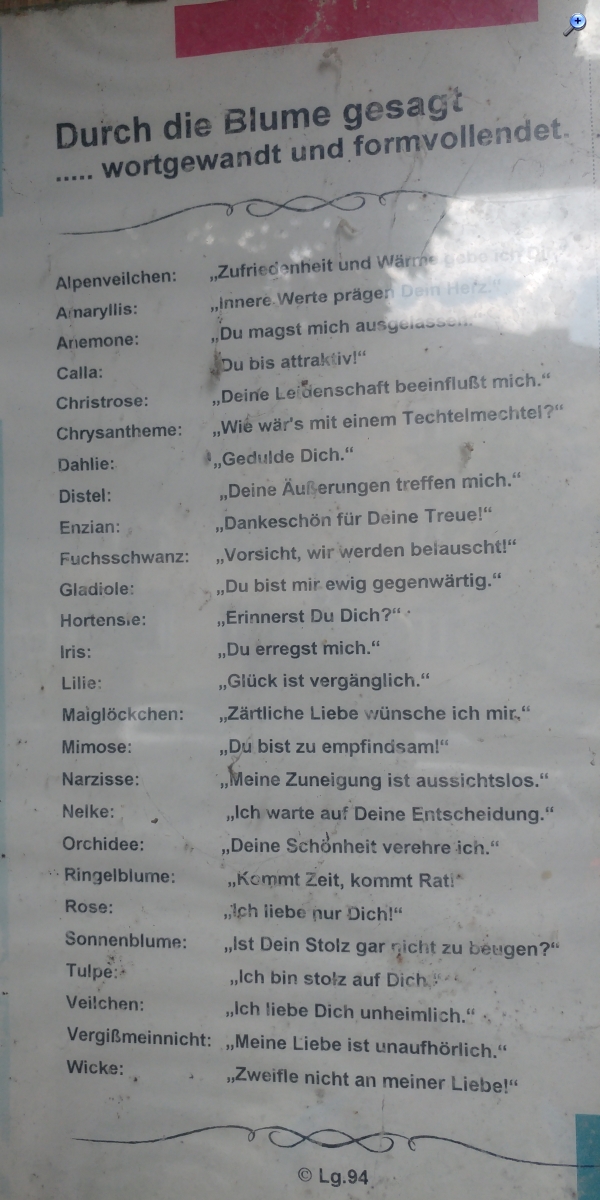 Durch die Blume gesagt
..... wortgewandt und formvollendet.
Alpenveilchen: „Zufriedenheit und Wärme gebe ich Dir
Amaryllis: „Innere Werte prägen Dein Herz.“
Anemone: „Du magst mich ausgelassen.“
Calla: „Du bis attraktiv!“
Christrose: „Deine Leidenschaft beeinflußt mich.“
Chrysantheme: „Wie wär's mit einem Techtelmechtel?“
Dahlie: „Gedulde Dich.“
Distel: „Deine Äußerungen treffen mich.“
Enzian: „Dankeschön für Deine Treue!“
Fuchsschwanz: „Vorsicht, wir werden belauscht!“
Gladiole: „Du bist mir ewig gegenwärtig.“
Hortensie: „Erinnerst Du Dich?“
Iris: „Du erregst mich.“
Lilie: „Glück ist vergänglich.“
Maiglöckchen: „Zärtliche Liebe wünsche ich mir.“
Mimose: „Du bist zu empfindsam!“
Narzisse: „Meine Zuneigung ist aussichtslos.“
Nelke: „Ich warte auf Deine Entscheidung.“
Orchidee: „Deine Schönheit verehre ich.“
Ringelblume: „Kommt Zeit, kommt Rat!“
Rose: „Ich liebe nur Dich!“
Sonnenblume: „Ist Dein Stolz gar nicht zu beugen?“
Tulpe: „Ich bin stolz auf Dich.“
Veilchen: „Ich liebe Dich unheimlich.“
Vergißmeinnicht: „Meine Liebe ist unaufhörlich.“
Wicke: „Zweifle nicht an meiner Liebe!“
© Lg.94